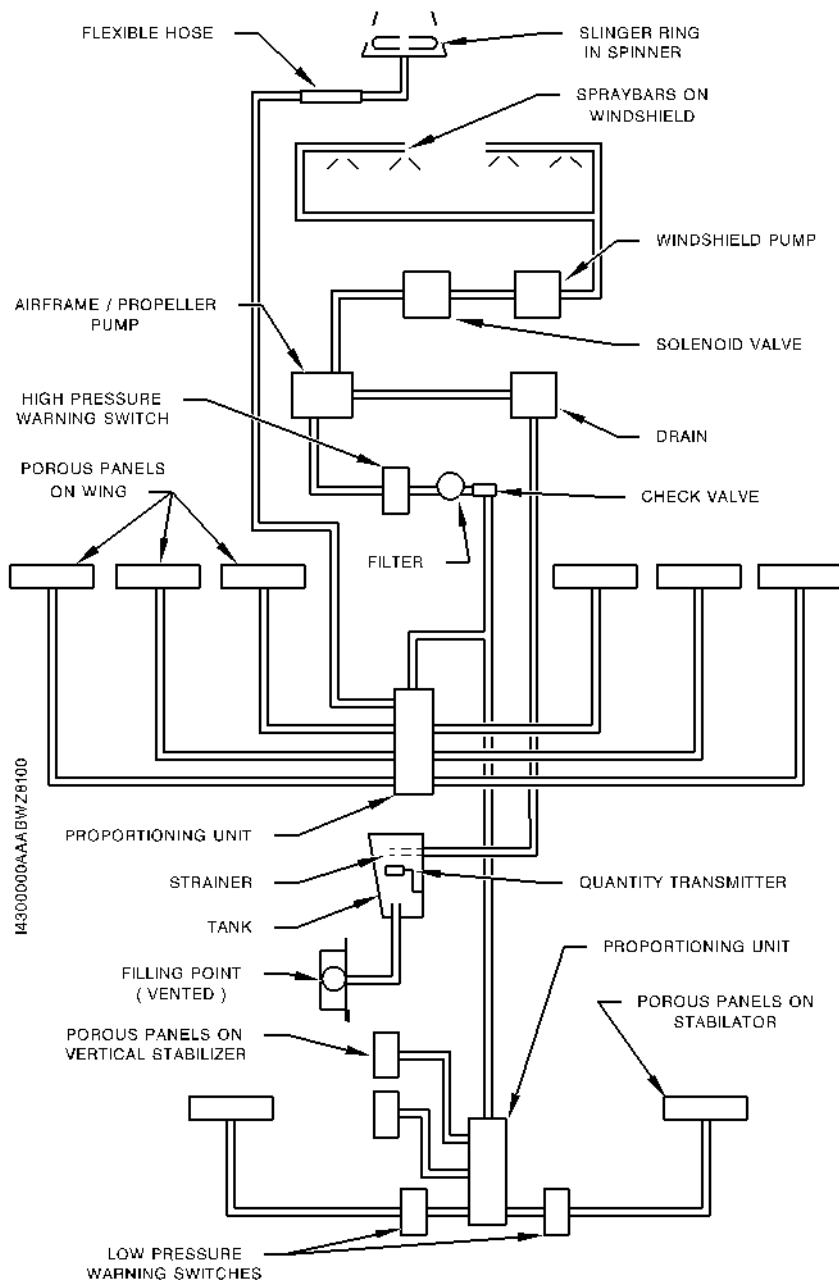 FLEXIBLE HOSE
SLINGER RING
IN SPINNER
SPRAYBARS ON
WINDSHIELD
WINDSHIELD PUMP
AIRFRAME / PROPELLER
PUMP
SOLENOID VALVE
HIGH PRESSURE
WARNING SWITCH
DRAIN
POROUS PANELS
ON WING
CHECK VALVE
FILTER
I4300000AAABWZ8100
PROPORTIONING UNIT
STRAINER
QUANTITY TRANSMITTER
TANK
PROPORTIONING UNIT
FILLING POINT
( VENTED )
POROUS PANELS ON
STABILATOR
POROUS PANELS ON
VERTICAL STABILIZER
LOW PRESSURE
WARNING SWITCHES